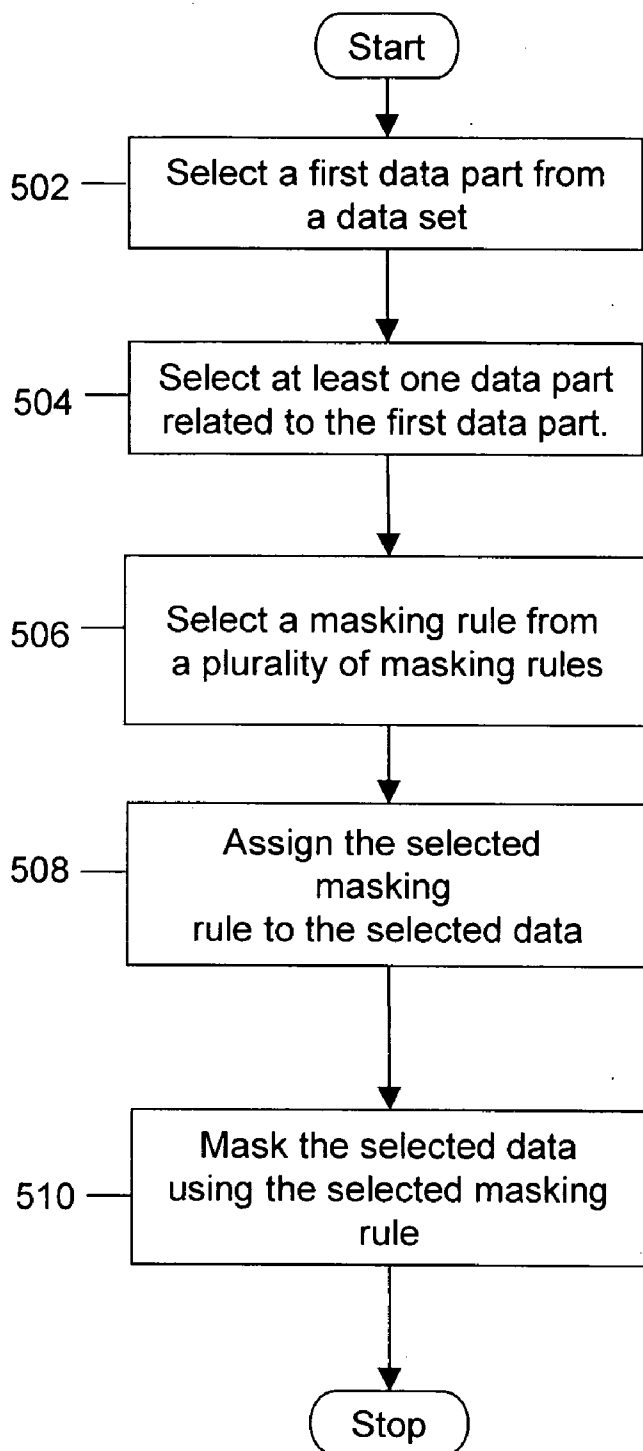 Start
502
Select a first data part from
a data set
504
Select at least one data part
related to the first data part.
506
Select a masking rule from
a plurality of masking rules
508
Assign the selected
masking
rule to the selected data
510
Mask the selected data
using the selected masking
rule
Stop